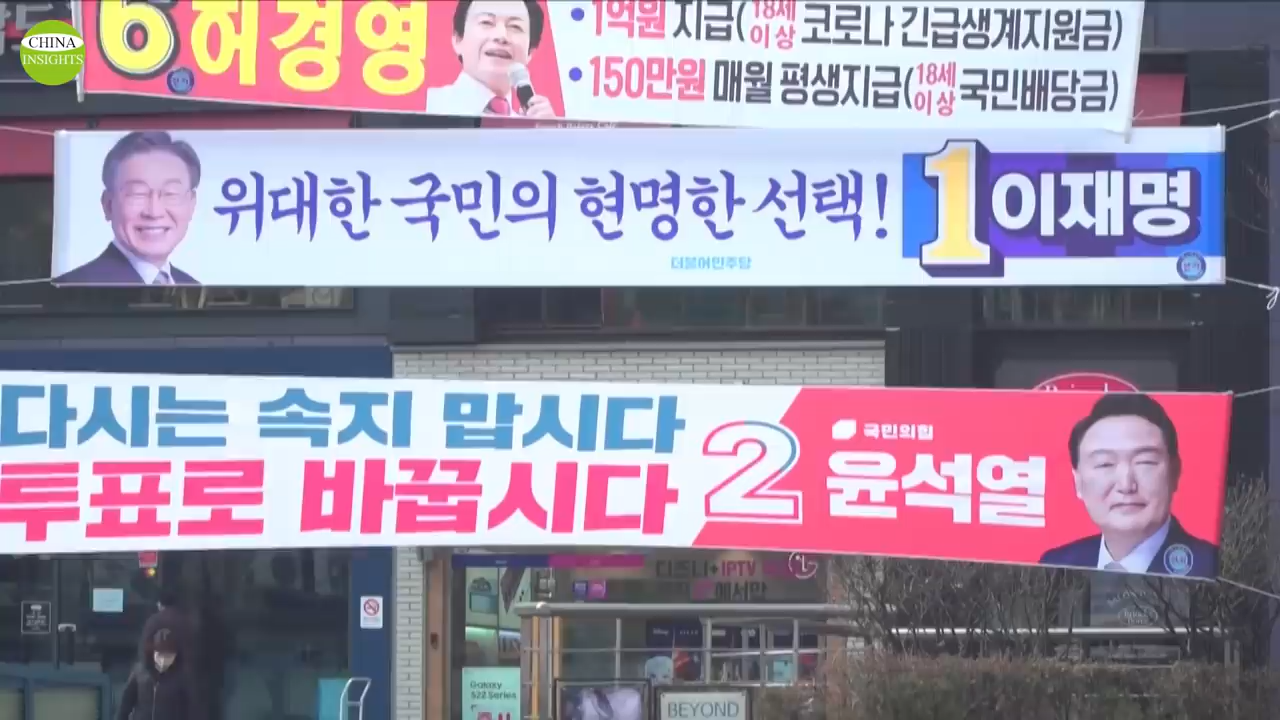 CHINA
INSIGHTS
6 허경영
•1억원 지급(18세 이상 코로나 긴급생계지원금)
•150만원 매월 평생지급(18세 이상 국민배당금)
위대한 국민의 현명한 선택! 1 이재명
더불어민주당
다시는 속지 맙시다
투표로 바꿉시다
2 국민의힘
윤석열
디즈니+ IPTV
LG
에서만
Galaxy
S22 Series
BEYOND